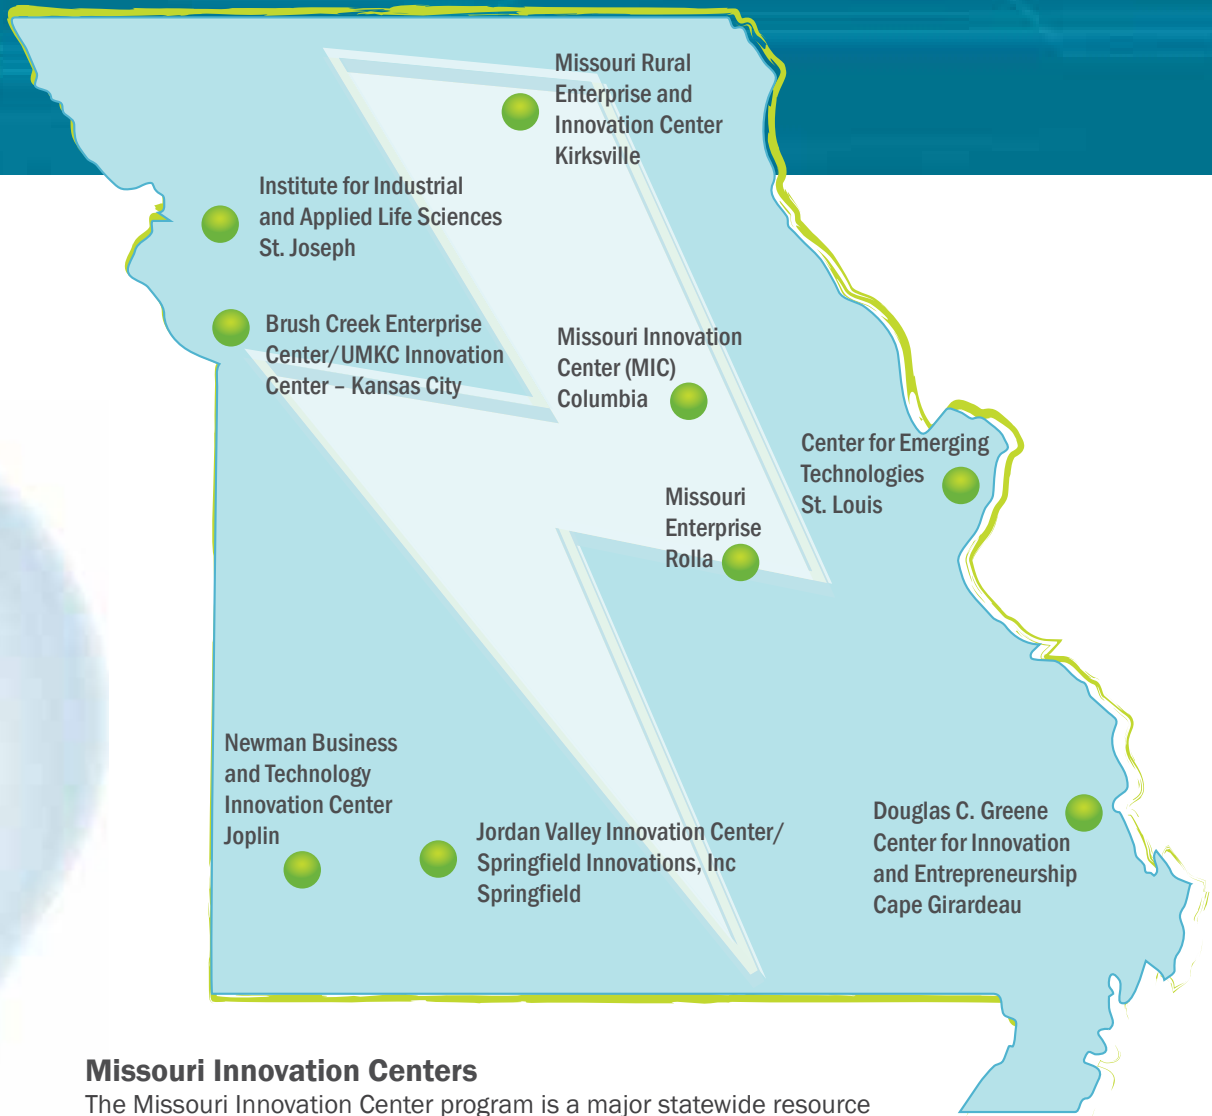 Missouri Rural
Enterprise and
Innovation Center
Kirksville
Institute for Industrial
and Applied Life Sciences
St. Joseph
Brush Creek Enterprise
Center/UMKC Innovation
Center – Kansas City
Missouri Innovation
Center (MIC)
Columbia
Center for Emerging
Technologies
St. Louis
Missouri
Enterprise
Rolla
Newman Business
and Technology
Innovation Center
Joplin
Jordan Valley Innovation Center/
Springfield Innovations, Inc
Springfield
Douglas C. Greene
Center for Innovation
and Entrepreneurship
Cape Girardeau
Missouri Innovation Centers
The Missouri Innovation Center program is a major statewide resource